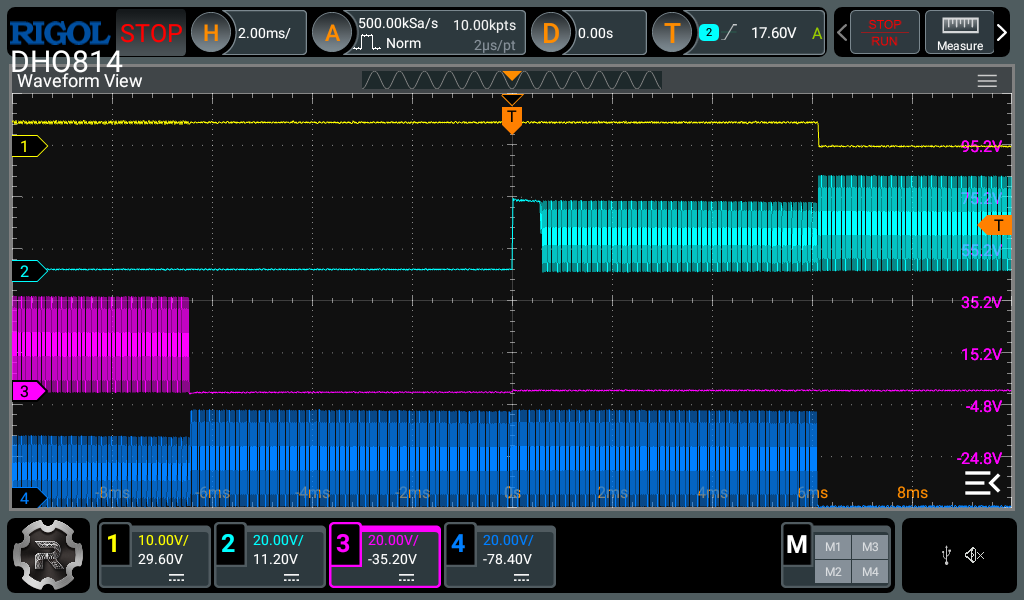 RIGOL STOP H 2.00ms/ A 500.00kSa/s 10.00kpts D 0.00s T 2 17.60V A STOP
Norm 2µs/pt RUN Measure
DHO814
Waveform View
T
1 95.2V
75.2V
T
55.2V
2
35.2V
15.2V
3
-4.8V
-24.8V
4 -8ms -6ms -4ms -2ms 0s 2ms 4ms 6ms 8ms
1 10.00V/ 2 20.00V/ 3 20.00V/ 4 20.00V/ M M1 M3
29.60V 11.20V -35.20V -78.40V M2 M4
R